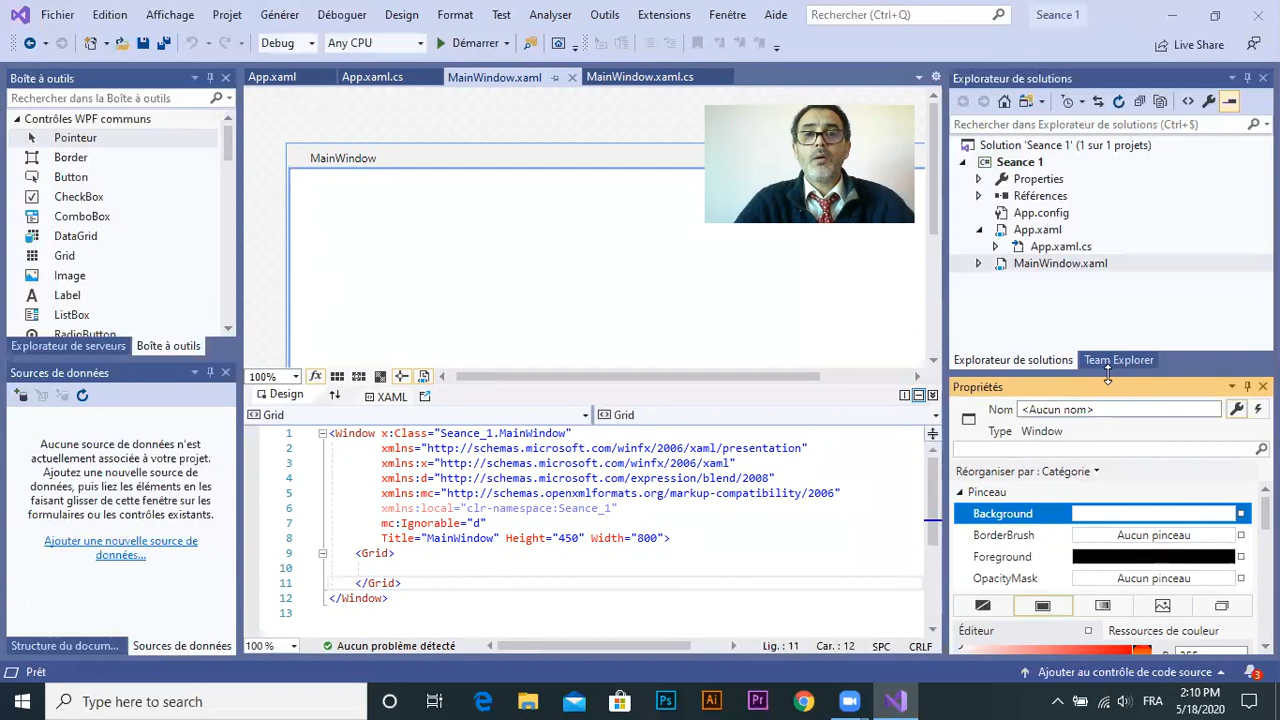 Fichier Edition Affichage Projet Générer Déboguer Design Format Test Analyser Outils Extensions Fenêtre Aide Rechercher (Ctrl+Q) Seance 1
Debug Any CPU Démarrer Live Share
Boîte à outils
Rechercher dans la Boîte à outils
Contrôles WPF communs
Pointeur
Border
Button
CheckBox
ComboBox
DataGrid
Grid
Image
Label
ListBox
RadioButton
Explorateur de serveurs Boîte à outils
Sources de données
Aucune source de données n'est
actuellement associée à votre projet.
Ajoutez une nouvelle source de
données, puis liez les éléments en les
faisant glisser de cette fenêtre sur les
formulaires ou les contrôles existants.
Ajouter une nouvelle source de
données...
Structure du docum... Sources de données
App.xaml App.xaml.cs MainWindow.xaml MainWindow.xaml.cs
MainWindow
100% fx
Design XAML
Grid Grid
1 <Window x:Class="Seance_1.MainWindow"
2 xmlns="http://schemas.microsoft.com/winfx/2006/xaml/presentation"
3 xmlns:x="http://schemas.microsoft.com/winfx/2006/xaml"
4 xmlns:d="http://schemas.microsoft.com/expression/blend/2008"
5 xmlns:mc="http://schemas.openxmlformats.org/markup-compatibility/2006"
6 xmlns:local="clr-namespace:Seance_1"
7 mc:Ignorable="d"
8 Title="MainWindow" Height="450" Width="800">
9 <Grid>
10
11 </Grid>
12 </Window>
13
100 % Aucun problème détecté Lig. : 11 Car. : 12 SPC CRLF
Explorateur de solutions
Rechercher dans Explorateur de solutions (Ctrl+$)
Solution 'Seance 1' (1 sur 1 projets)
C# Seance 1
Properties
Références
App.config
App.xaml
App.xaml.cs
MainWindow.xaml
Explorateur de solutions Team Explorer
Propriétés
Nom <Aucun nom>
Type Window
Réorganiser par : Catégorie
Pinceau
Background
BorderBrush Aucun pinceau
Foreground
OpacityMask Aucun pinceau
Éditeur Ressources de couleur
Prêt Ajouter au contrôle de code source 3
Type here to search Ps Ai Pr FRA 2:10 PM
5/18/2020